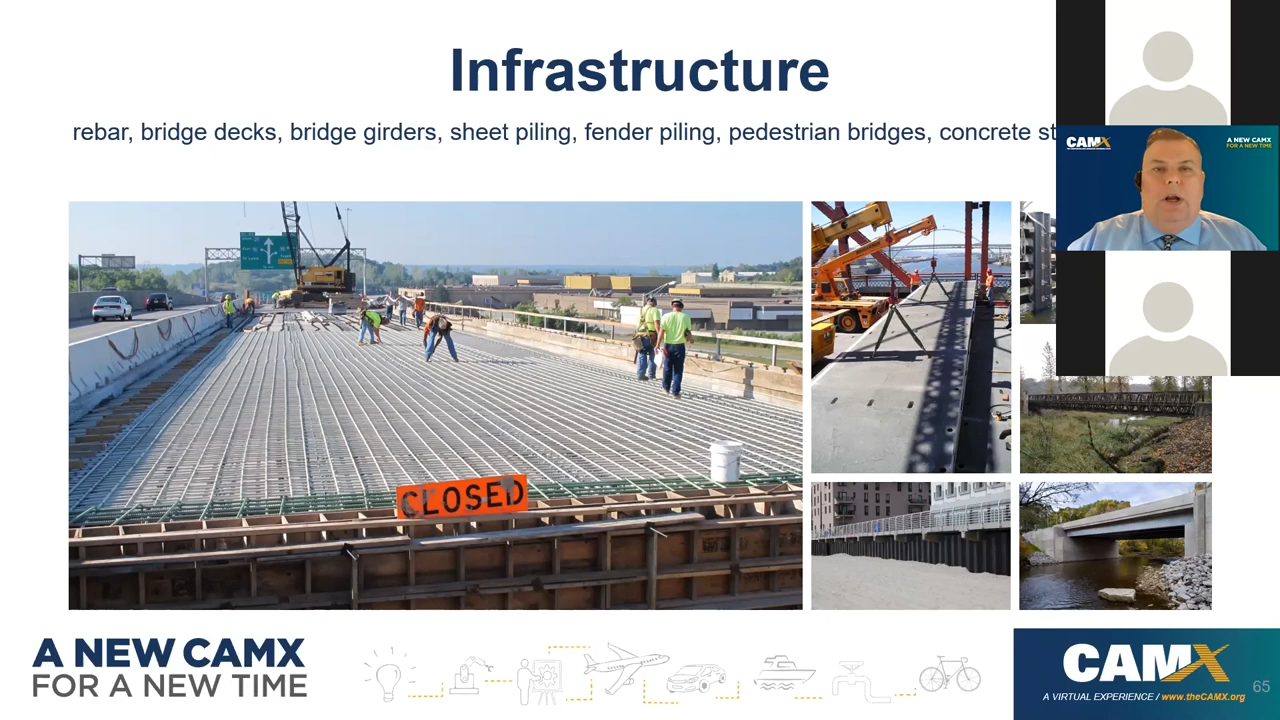 Infrastructure
rebar, bridge decks, bridge girders, sheet piling, fender piling, pedestrian bridges, concrete
CAMX
A NEW CAMX
FOR A NEW TIME
CLOSED
A NEW CAMX
FOR A NEW TIME
CAMX
A VIRTUAL EXPERIENCE / www.theCAMX.org
65